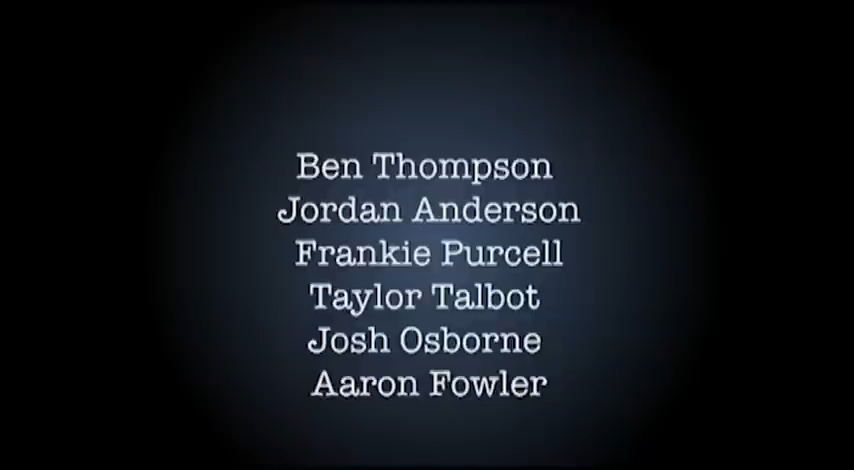 Ben Thompson
Jordan Anderson
Frankie Purcell
Taylor Talbot
Josh Osborne
Aaron Fowler